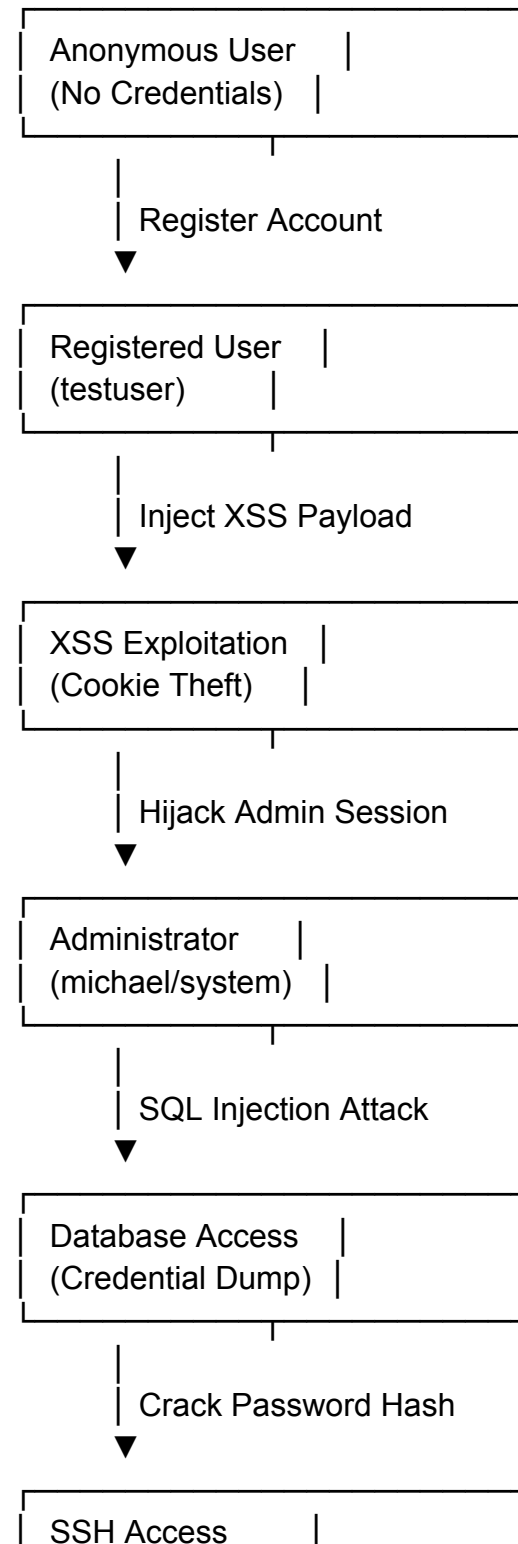 Anonymous User
(No Credentials)
Register Account
Registered User
(testuser)
Inject XSS Payload
XSS Exploitation
(Cookie Theft)
Hijack Admin Session
Administrator
(michael/system)
SQL Injection Attack
Database Access
(Credential Dump)
Crack Password Hash
SSH Access